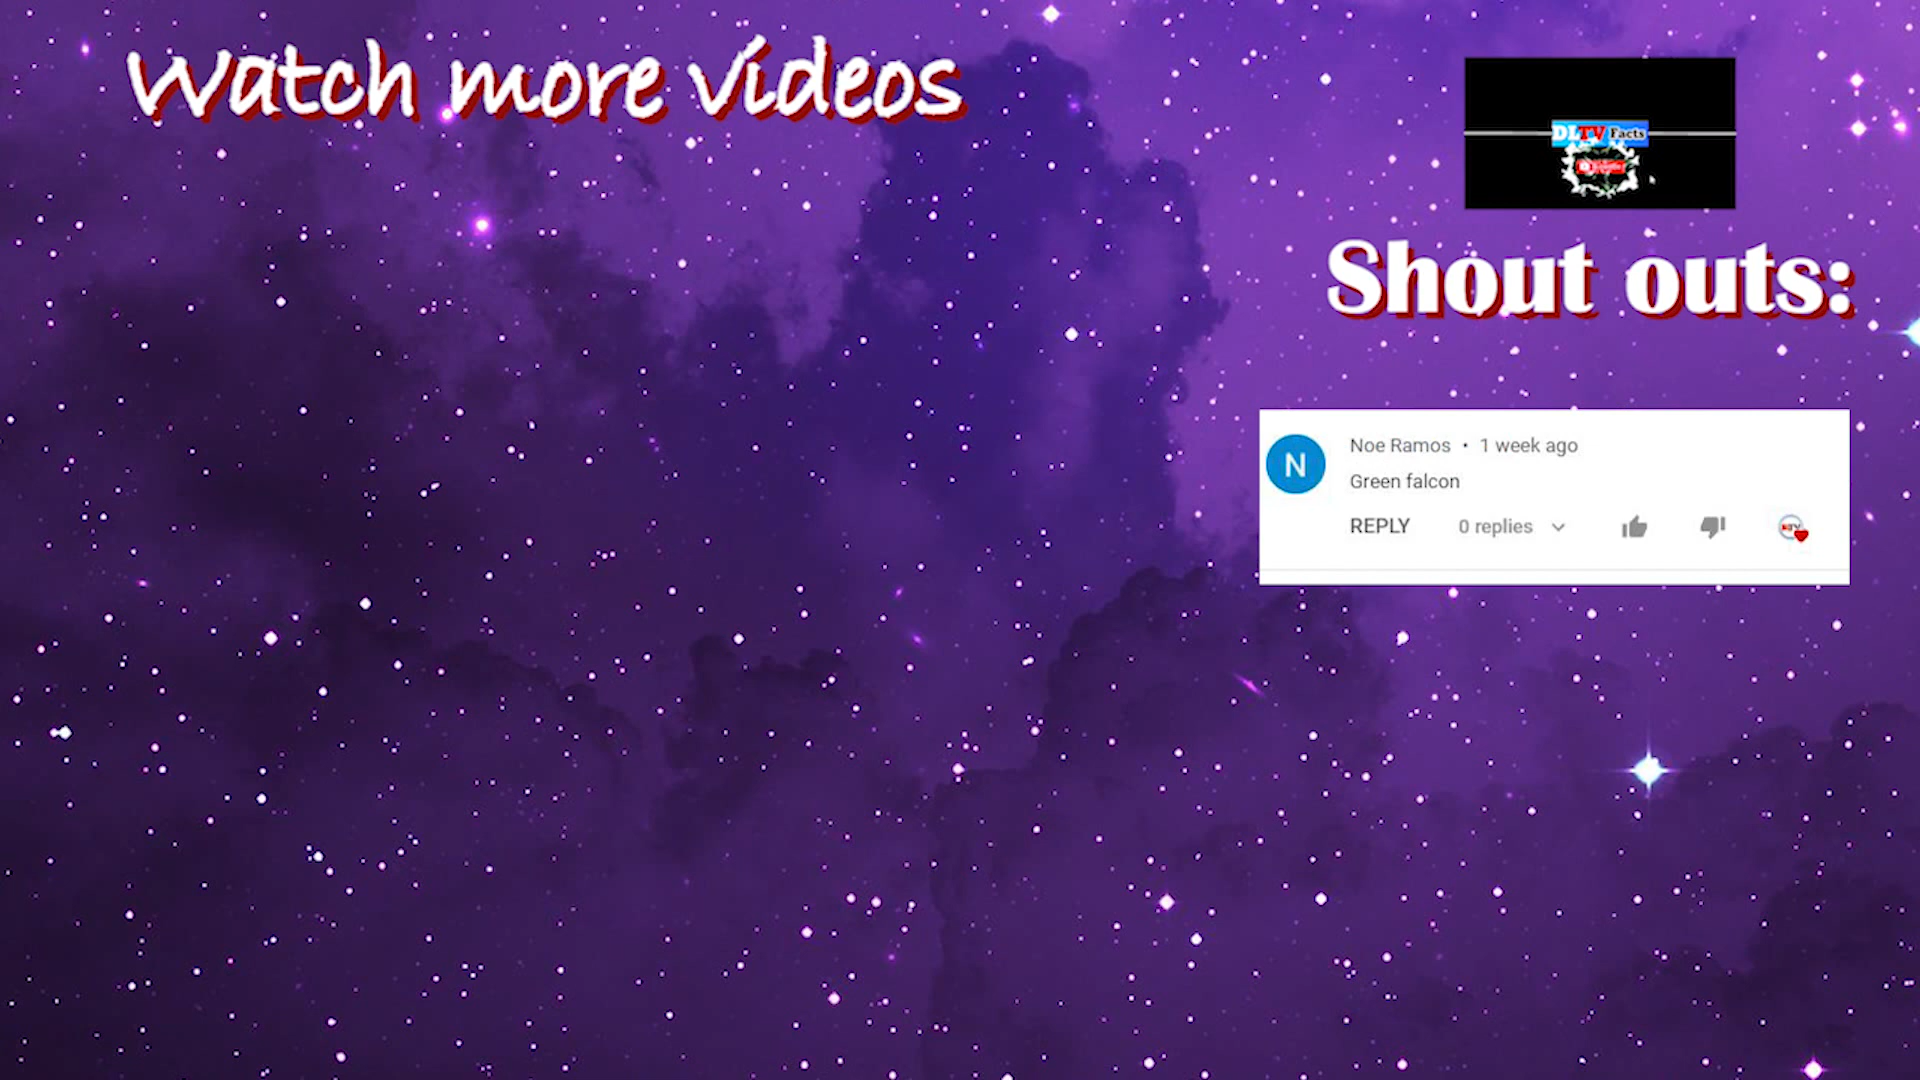 Watch more videos
DLTV Facts
Shout outs:
N
Noe Ramos • 1 week ago
Green falcon
REPLY 0 replies